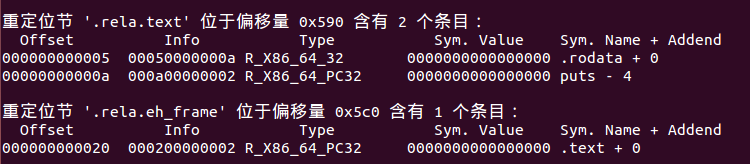 重定位节 '.rela.text' 位于偏移量 0x590 含有 2 个条目：
Offset Info Type Sym. Value Sym. Name + Addend
000000000005 00050000000a R_X86_64_32 0000000000000000 .rodata + 0
00000000000a 000a00000002 R_X86_64_PC32 0000000000000000 puts - 4
重定位节 '.rela.eh_frame' 位于偏移量 0x5c0 含有 1 个条目：
Offset Info Type Sym. Value Sym. Name + Addend
000000000020 000200000002 R_X86_64_PC32 0000000000000000 .text + 0